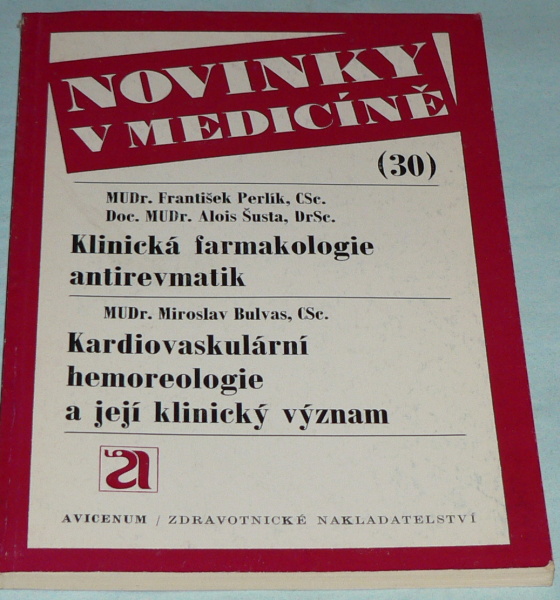 NOVINKY
V MEDICÍNĚ
(30)
MUDr. František Perlík, CSc.
Doc. MUDr. Alois Šusta, DrSc.
Klinická farmakologie
antirevmatik
MUDr. Miroslav Bulvas, CSc.
Kardiovaskulární
hemoreologie
a její klinický význam
AVICENUM / ZDRAVOTNICKÉ NAKLADATELSTVÍ